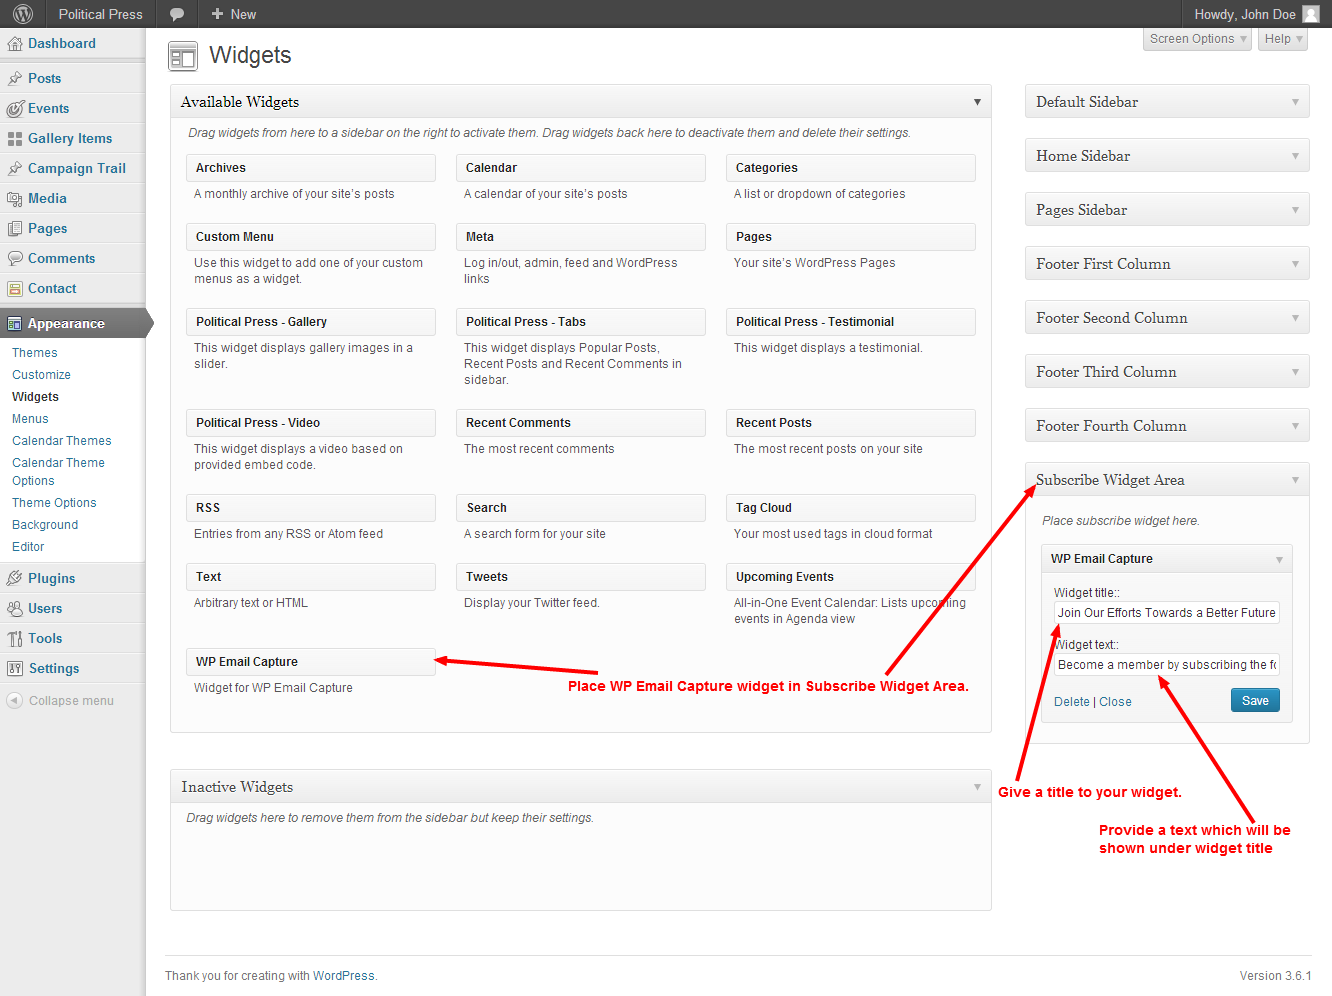 Political Press
New
Howdy, John Doe
Dashboard
Posts
Events
Gallery Items
Campaign Trail
Media
Pages
Comments
Contact
Appearance
Themes
Customize
Widgets
Menus
Calendar Themes
Calendar Theme
Options
Theme Options
Background
Editor
Plugins
Users
Tools
Settings
Collapse menu
Screen Options
Help
Widgets
Available Widgets
Drag widgets from here to a sidebar on the right to activate them. Drag widgets back here to deactivate them and delete their settings.
Archives
A monthly archive of your site's posts
Calendar
A calendar of your site's posts
Categories
A list or dropdown of categories
Custom Menu
Use this widget to add one of your custom
menus as a widget.
Meta
Log in/out, admin, feed and WordPress
links
Pages
Your site's WordPress Pages
Political Press - Gallery
This widget displays gallery images in a
slider.
Political Press - Tabs
This widget displays Popular Posts,
Recent Posts and Recent Comments in
sidebar.
Political Press - Testimonial
This widget displays a testimonial.
Political Press - Video
This widget displays a video based on
provided embed code.
Recent Comments
The most recent comments
Recent Posts
The most recent posts on your site
RSS
Entries from any RSS or Atom feed
Search
A search form for your site
Tag Cloud
Your most used tags in cloud format
Text
Arbitrary text or HTML
Tweets
Display your Twitter feed.
Upcoming Events
All-in-One Event Calendar: Lists upcoming
events in Agenda view
WP Email Capture
Widget for WP Email Capture
Place WP Email Capture widget in Subscribe Widget Area.
Inactive Widgets
Drag widgets here to remove them from the sidebar but keep their settings.
Default Sidebar
Home Sidebar
Pages Sidebar
Footer First Column
Footer Second Column
Footer Third Column
Footer Fourth Column
Subscribe Widget Area
Place subscribe widget here.
WP Email Capture
Widget title::
Join Our Efforts Towards a Better Future
Widget text::
Become a member by subscribing the fo
Delete | Close
Save
Give a title to your widget.
Provide a text which will be
shown under widget title
Thank you for creating with WordPress.
Version 3.6.1